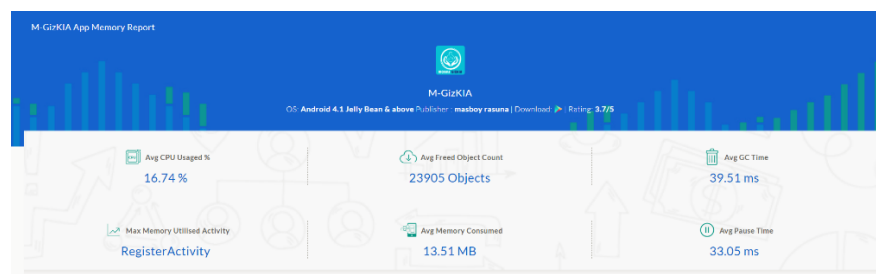 M-GizKIA App Memory Report
M-GizKIA
OS: Android 4.1 Jelly Bean & above Publisher : masboy rasuna | Download: | Rating: 3.7/5
Avg CPU Usaged %
16.74 %
Avg Freed Object Count
23905 Objects
Avg GC Time
39.51 ms
Max Memory Utilised Activity
RegisterActivity
Avg Memory Consumed
13.51 MB
Avg Pause Time
33.05 ms